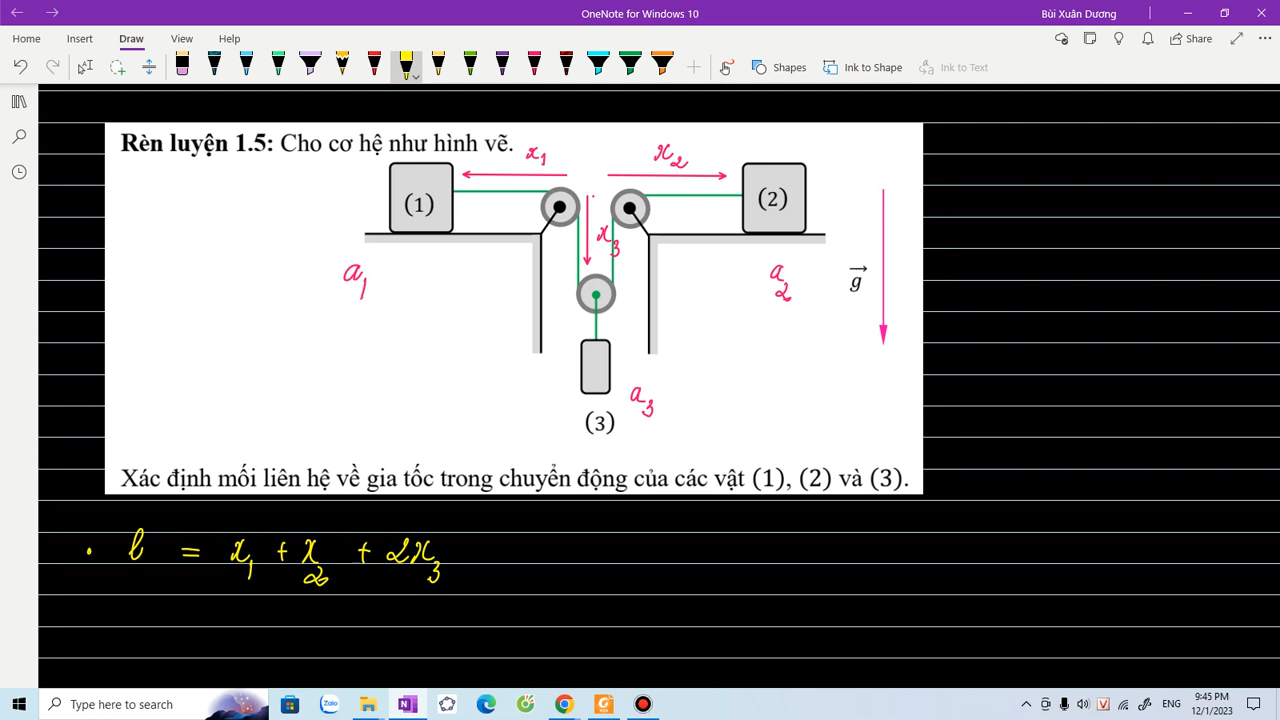 OneNote for Windows 10
Bùi Xuân Dương
Home Insert Draw View Help
Share
Shapes Ink to Shape Ink to Text
Rèn luyện 1.5: Cho cơ hệ như hình vẽ.
x₁ x₂
(1) (2)
x₃
a₁ a₂ g⃗
a₃
(3)
Xác định mối liên hệ về gia tốc trong chuyển động của các vật (1), (2) và (3).
• l = x₁ + x₂ + 2x₃
Type here to search
Zalo
V
9:45 PM
12/1/2023